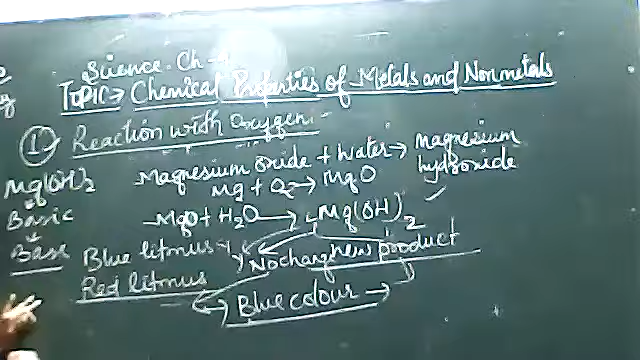 Science. Ch-
Topic → Chemical Properties of Metals and Nonmetals
① Reaction with Oxygen:-
Magnesium oxide + Water → Magnesium hydroxide
Mg + O₂ → MgO
MgO + H₂O → Mg(OH)₂
Mg(OH)₂
Basic
Base
Blue litmus
No change
product
Red litmus
Blue colour →